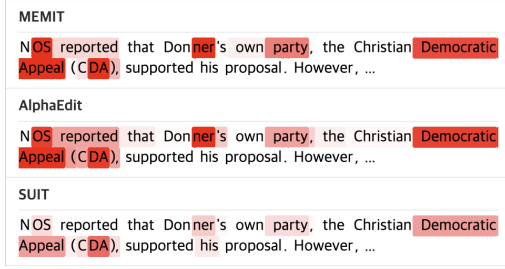 MEMIT
NOS reported that Donner's own party, the Christian Democratic
Appeal (CDA), supported his proposal. However, ...
AlphaEdit
NOS reported that Donner's own party, the Christian Democratic
Appeal (CDA), supported his proposal. However, ...
SUIT
NOS reported that Donner's own party, the Christian Democratic
Appeal (CDA), supported his proposal. However, ...